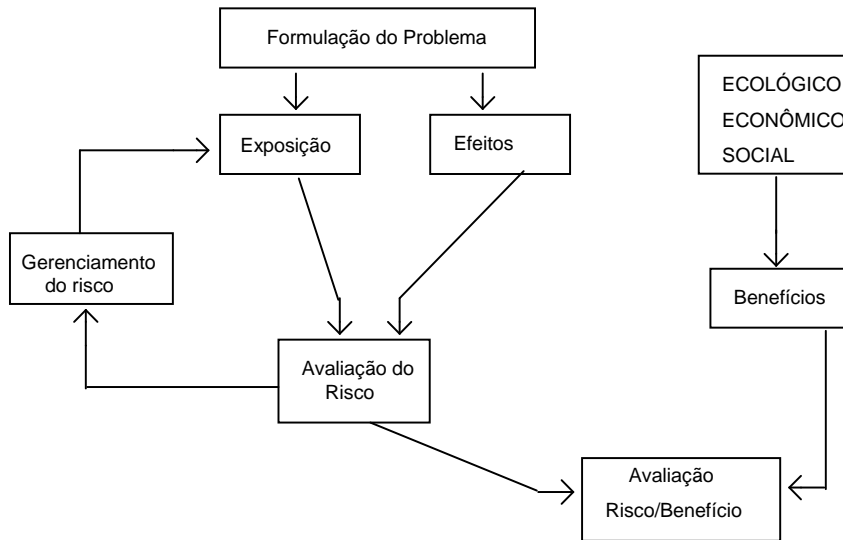 Formulação do Problema
ECOLÓGICO
ECONÔMICO
SOCIAL
Exposição
Efeitos
Gerenciamento
do risco
Benefícios
Avaliação do
Risco
Avaliação
Risco/Benefício